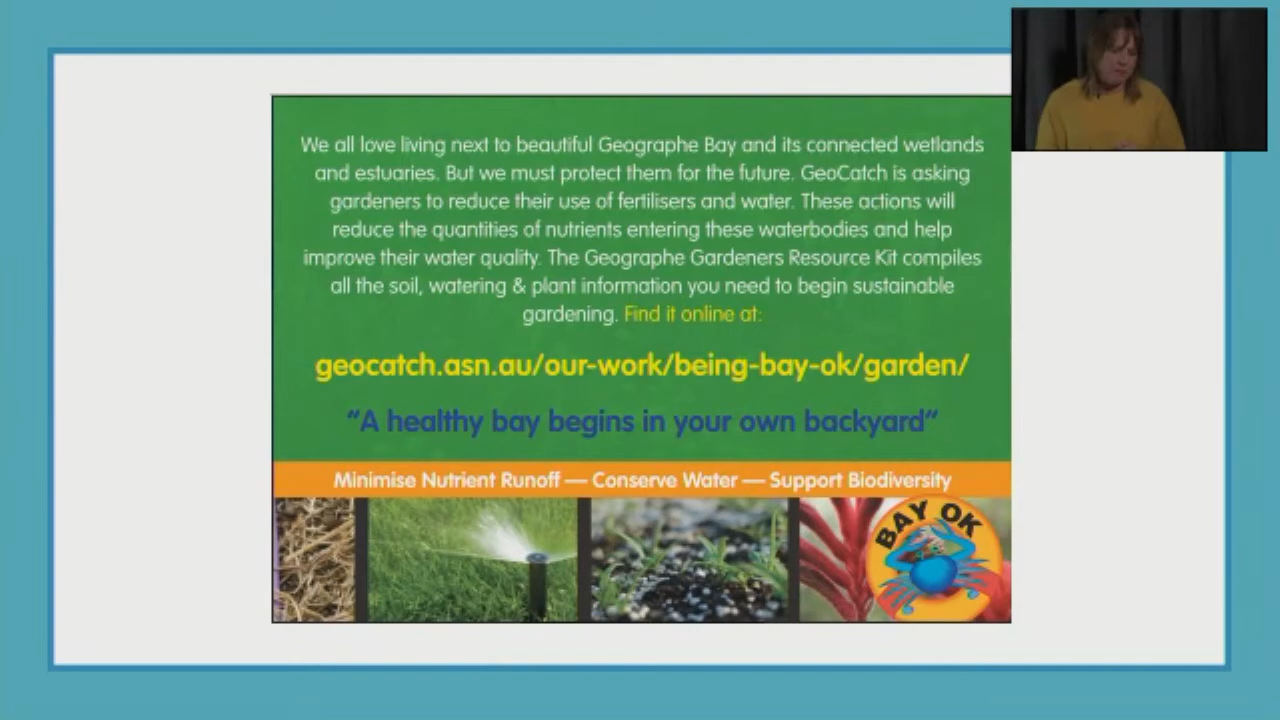 We all love living next to beautiful Geographe Bay and its connected wetlands
and estuaries. But we must protect them for the future. GeoCatch is asking
gardeners to reduce their use of fertilisers and water. These actions will
reduce the quantities of nutrients entering these waterbodies and help
improve their water quality. The Geographe Gardeners Resource Kit compiles
all the soil, watering & plant information you need to begin sustainable
gardening. Find it online at:
geocatch.asn.au/our-work/being-bay-ok/garden/
“A healthy bay begins in your own backyard”
Minimise Nutrient Runoff — Conserve Water — Support Biodiversity
BAY OK